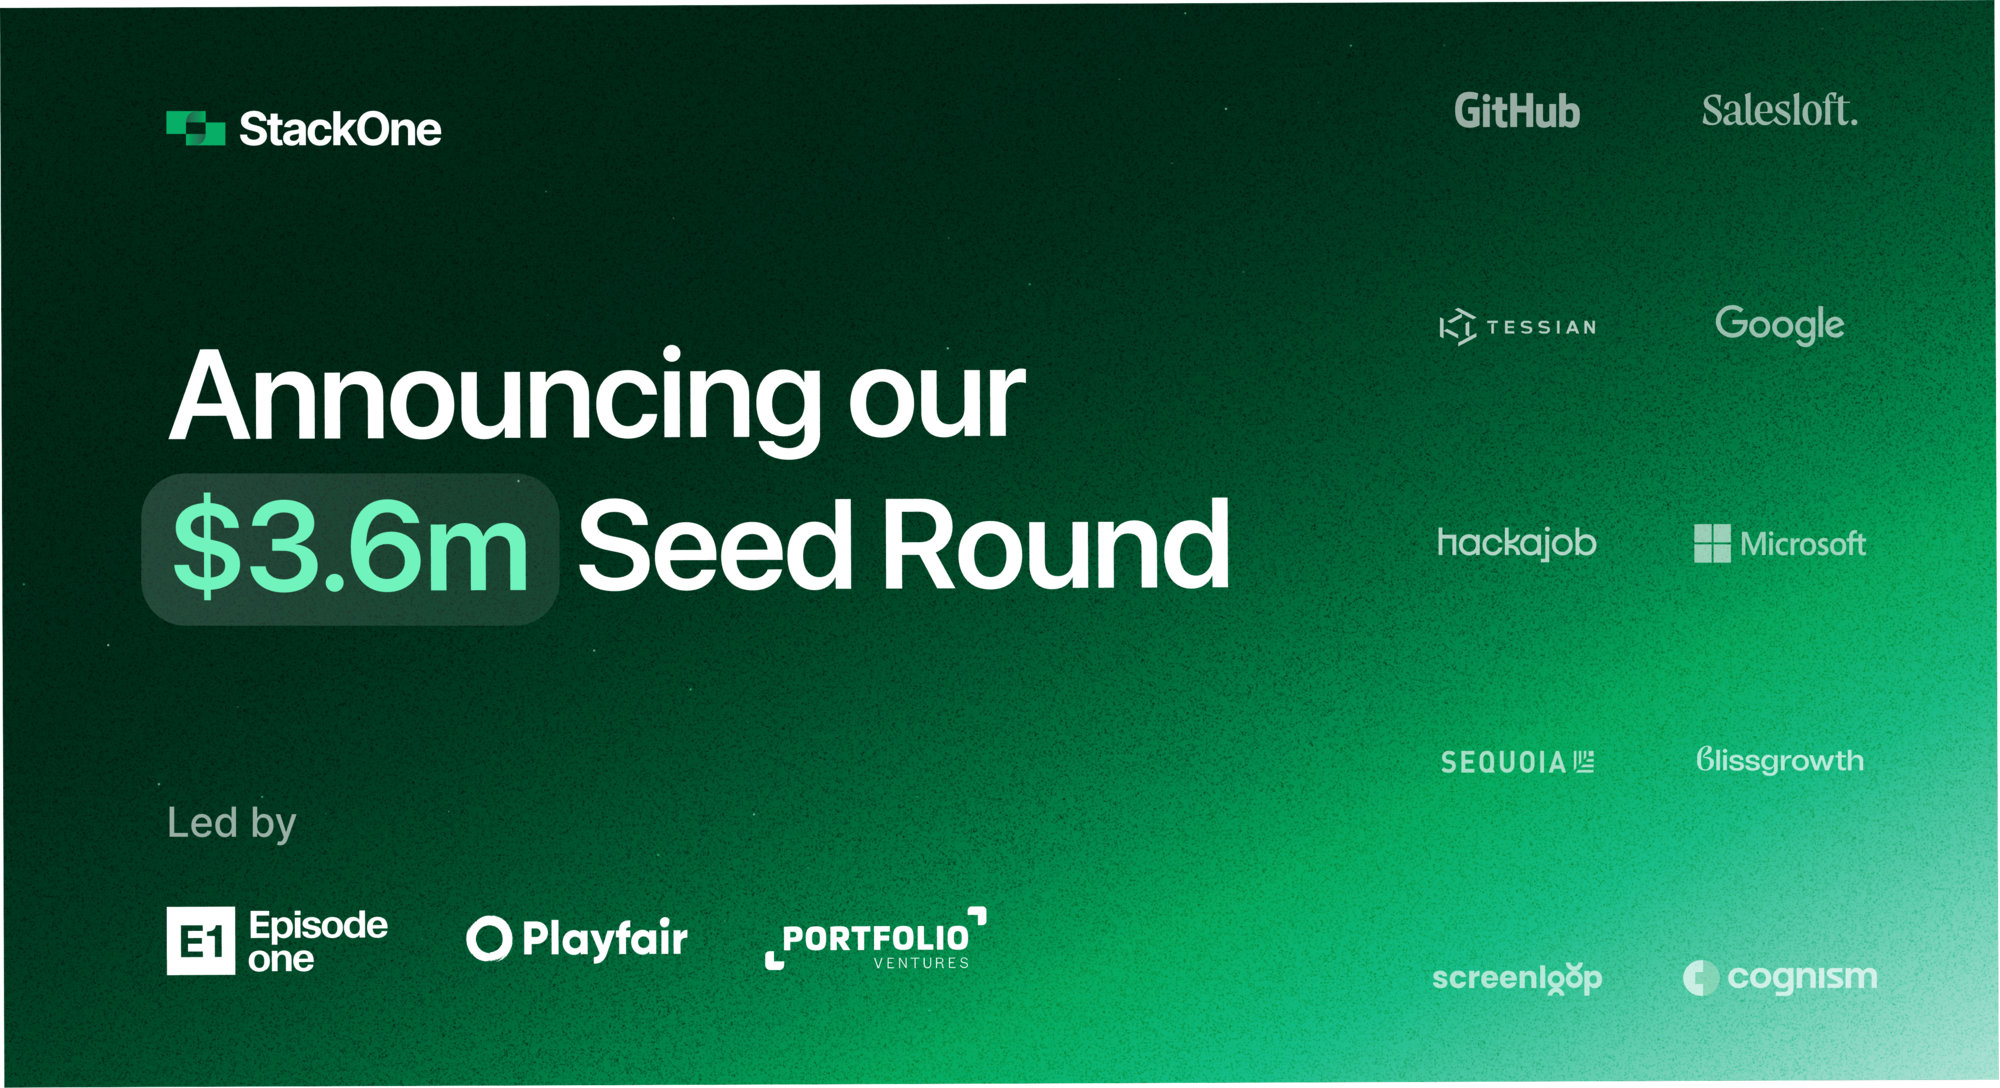 StackOne
Announcing our
$3.6m Seed Round
Led by
E1 Episode
one
Playfair
PORTFOLIO
VENTURES
GitHub
Salesloft.
TESSIAN
Google
hackajob
Microsoft
SEQUOIA
Blissgrowth
screenloop
cognism